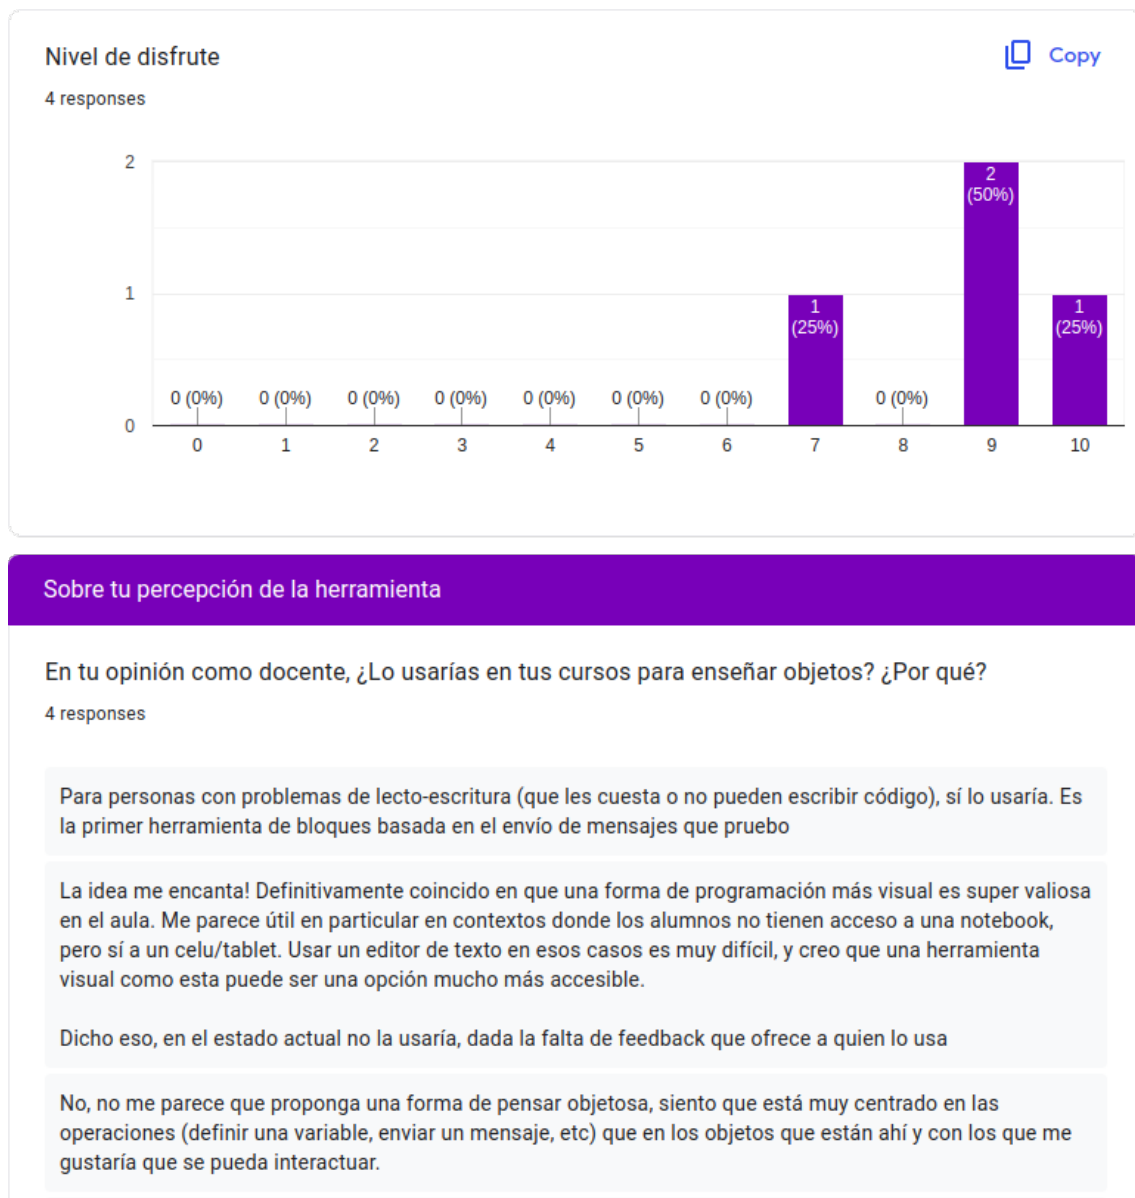 Nivel de disfrute
Copy
4 responses
2
1
0
0 (0%)
0 (0%)
0 (0%)
0 (0%)
0 (0%)
0 (0%)
0 (0%)
1
(25%)
0 (0%)
2
(50%)
1
(25%)
0
1
2
3
4
5
6
7
8
9
10
Sobre tu percepción de la herramienta
En tu opinión como docente, ¿Lo usarías en tus cursos para enseñar objetos? ¿Por qué?
4 responses
Para personas con problemas de lecto-escritura (que les cuesta o no pueden escribir código), sí lo usaría. Es
la primer herramienta de bloques basada en el envío de mensajes que pruebo
La idea me encanta! Definitivamente coincido en que una forma de programación más visual es super valiosa
en el aula. Me parece útil en particular en contextos donde los alumnos no tienen acceso a una notebook,
pero sí a un celu/tablet. Usar un editor de texto en esos casos es muy difícil, y creo que una herramienta
visual como esta puede ser una opción mucho más accesible.
Dicho eso, en el estado actual no la usaría, dada la falta de feedback que ofrece a quien lo usa
No, no me parece que proponga una forma de pensar objetosa, siento que está muy centrado en las
operaciones (definir una variable, enviar un mensaje, etc) que en los objetos que están ahí y con los que me
gustaría que se pueda interactuar.